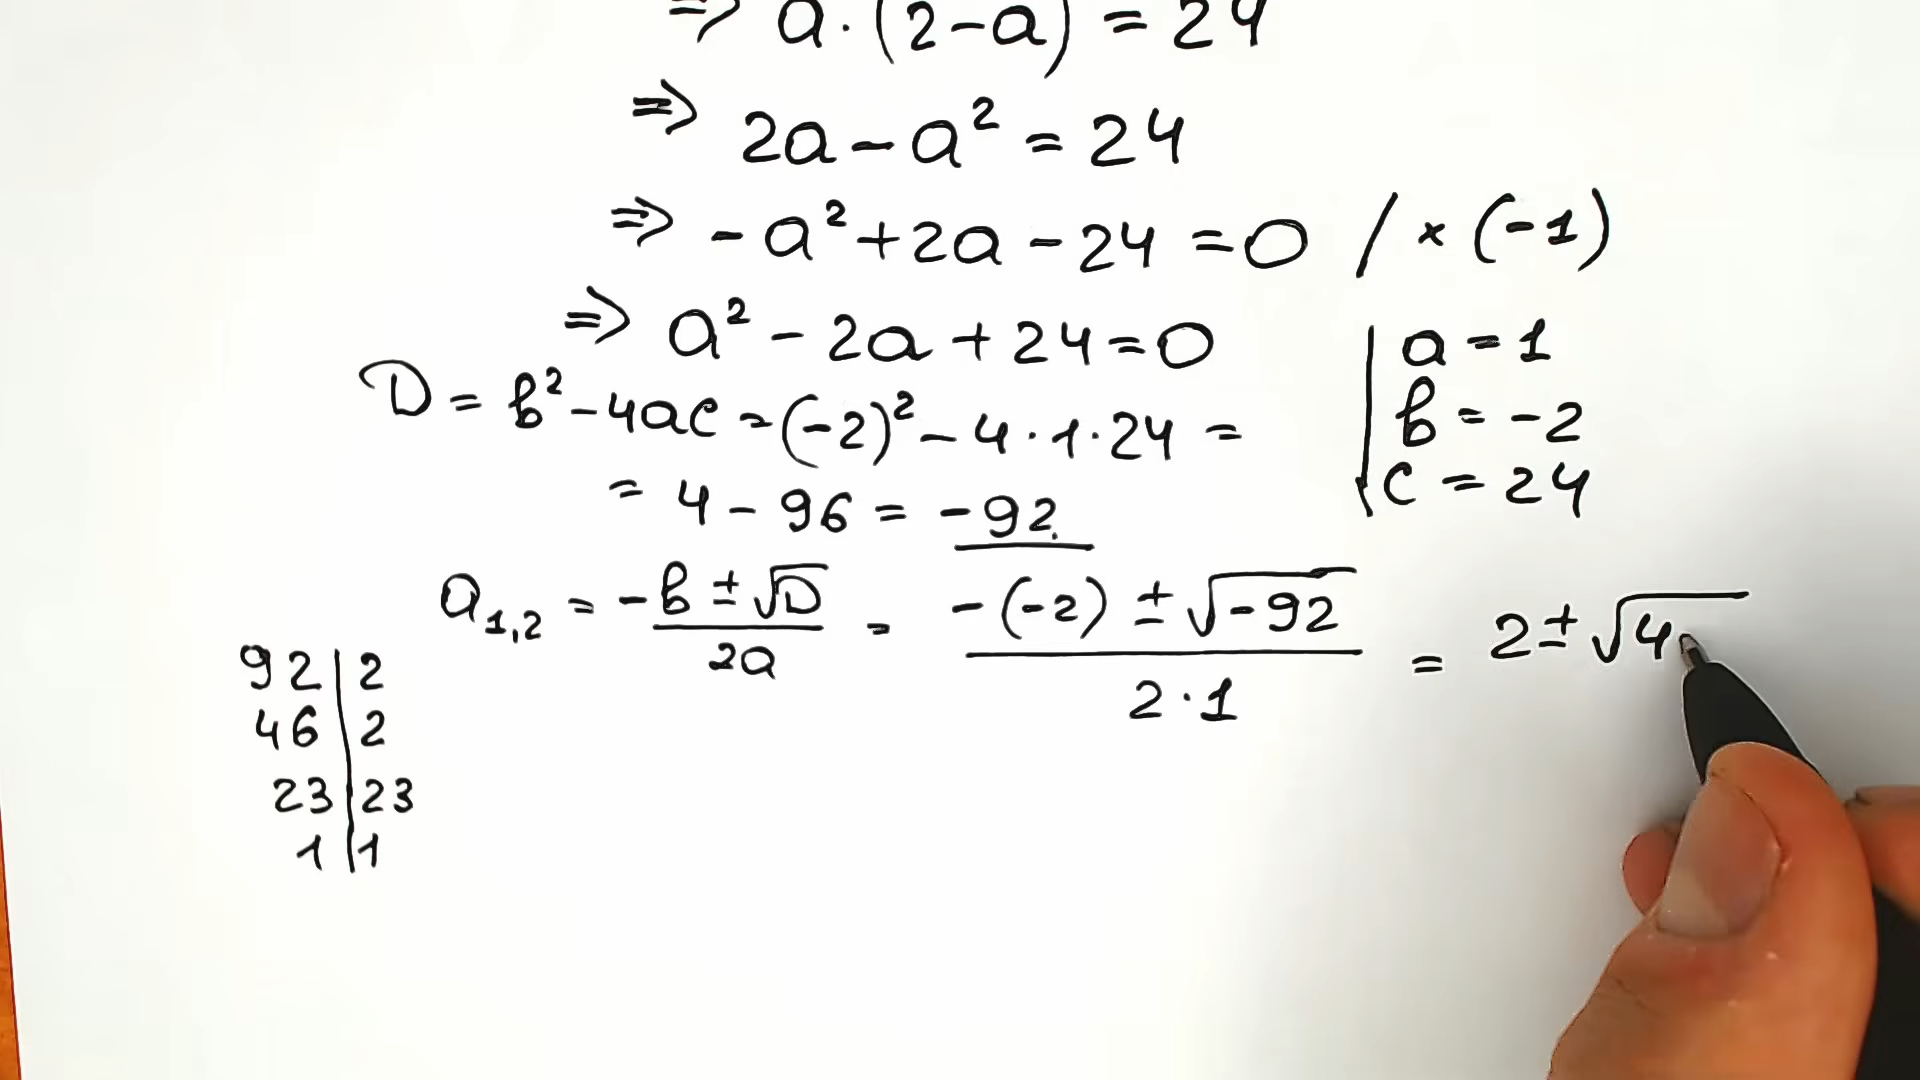 => a·(2-a) = 24
=> 2a - a² = 24
=> -a² + 2a - 24 = 0 / × (-1)
=> a² - 2a + 24 = 0
a = 1
b = -2
c = 24
D = b² - 4ac = (-2)² - 4·1·24 =
= 4 - 96 = -92
a₁,₂ = (-b ± √D)/(2a) = (-(-2) ± √(-92))/(2·1) = 2 ± √4
92 | 2
46 | 2
23 | 23
1 | 1